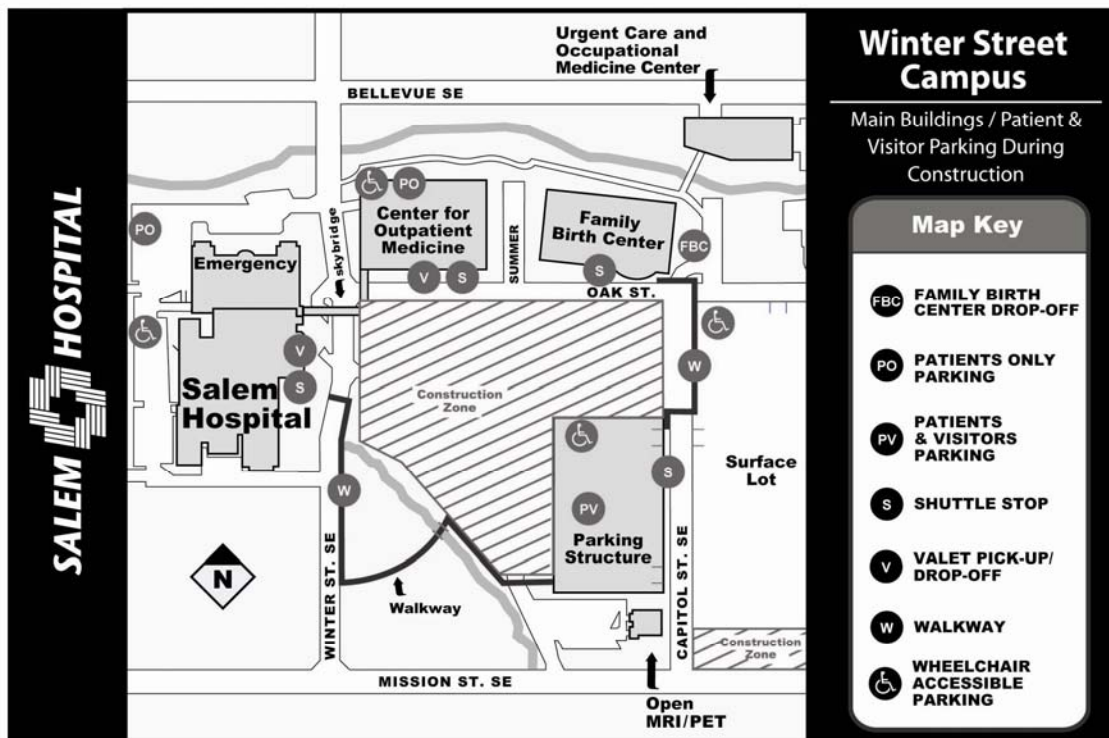 SALEM HOSPITAL
Urgent Care and
Occupational
Medicine Center
BELLEVUE SE
PO
PO
Center for
Outpatient
Medicine
V
S
skybridge
Emergency
SUMMER
Family
Birth Center
FBC
S
OAK ST.
V
S
Salem
Hospital
W
Construction
Zone
W
S
PV
Parking
Structure
Surface
Lot
N
WINTER ST. SE
Walkway
CAPITOL ST. SE
Construction
Zone
MISSION ST. SE
Open
MRI/PET
Winter Street
Campus
Main Buildings / Patient &
Visitor Parking During
Construction
Map Key
FBC FAMILY BIRTH
CENTER DROP-OFF
PO PATIENTS ONLY
PARKING
PV PATIENTS
& VISITORS
PARKING
S SHUTTLE STOP
V VALET PICK-UP/
DROP-OFF
W WALKWAY
WHEELCHAIR
ACCESSIBLE
PARKING